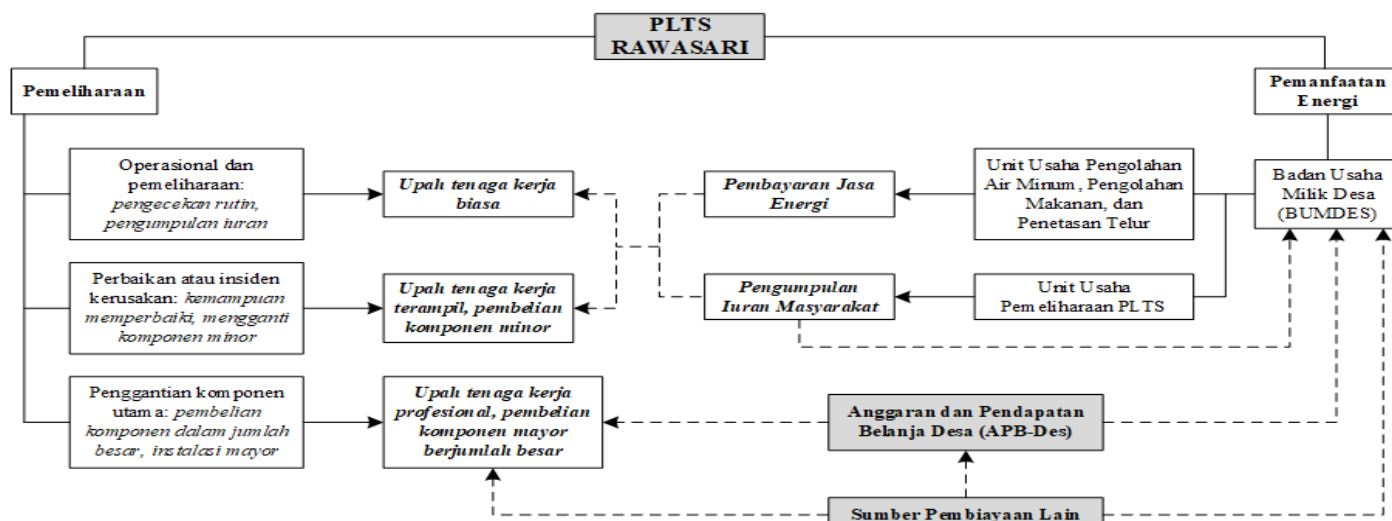 PLTS
RAWASARI
Pemeliharaan
Pemanfaatan
Energi
Operasional dan
pemeliharaan:
pengecekan rutin,
pengumpulan iuran
Upah tenaga kerja
biasa
Pembayaran Jasa
Energi
Unit Usaha Pengolahan
Air Minum, Pengolahan
Makanan, dan
Penetasan Telur
Badan Usaha
Milik Desa
(BUMDES)
Perbaikan atau insiden
kerusakan: kemampuan
memperbaiki, mengganti
komponen minor
Upah tenaga kerja
terampil, pembelian
komponen minor
Pengumpulan
Iuran Masyarakat
Unit Usaha
Pemeliharaan PLTS
Penggantian komponen
utama: pembelian
komponen dalam jumlah
besar, instalasi mayor
Upah tenaga kerja
profesional, pembelian
komponen mayor
berjumlah besar
Anggaran dan Pendapatan
Belanja Desa (APB-Des)
Sumber Pembiayaan Lain